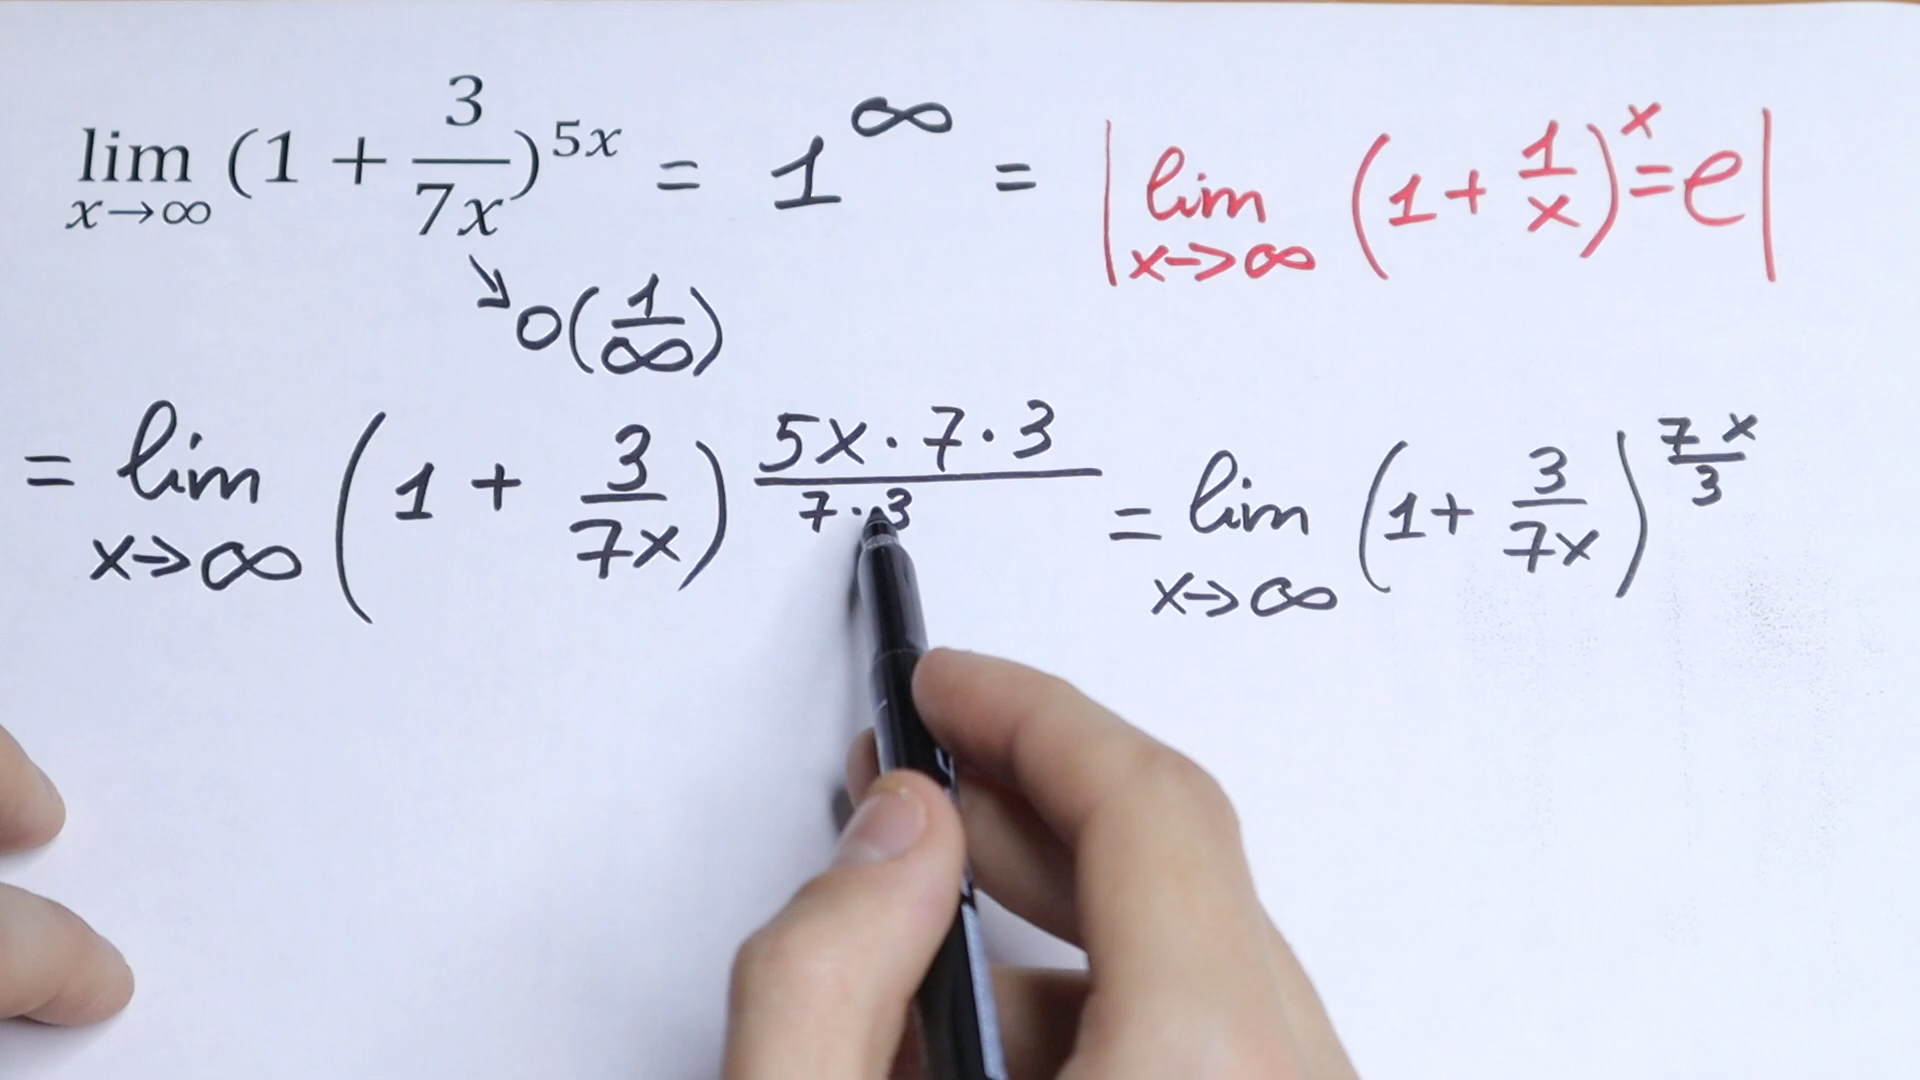 lim x→∞ (1 + 3/7x)^5x = 1^∞ = | lim x→∞ (1 + 1/x)^x = e |
↘ 0(1/∞)
= lim x→∞ (1 + 3/7x)^(5x·7·3/7·3) = lim x→∞ (1 + 3/7x)^(7x/3)